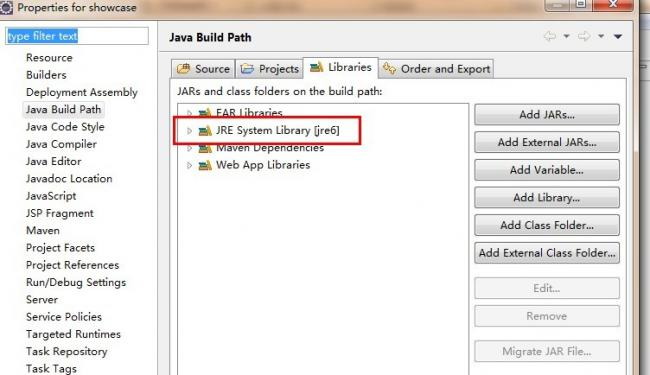 Properties for showcase
type filter text
Resource
Builders
Deployment Assembly
Java Build Path
Java Code Style
Java Compiler
Java Editor
Javadoc Location
JavaScript
JSP Fragment
Maven
Project Facets
Project References
Run/Debug Settings
Server
Service Policies
Targeted Runtimes
Task Repository
Task Tags
Java Build Path
Source Projects Libraries Order and Export
JARs and class folders on the build path:
EAR Libraries
JRE System Library [jre6]
Maven Dependencies
Web App Libraries
Add JARs...
Add External JARs...
Add Variable...
Add Library...
Add Class Folder...
Add External Class Folder...
Edit...
Remove
Migrate JAR File...